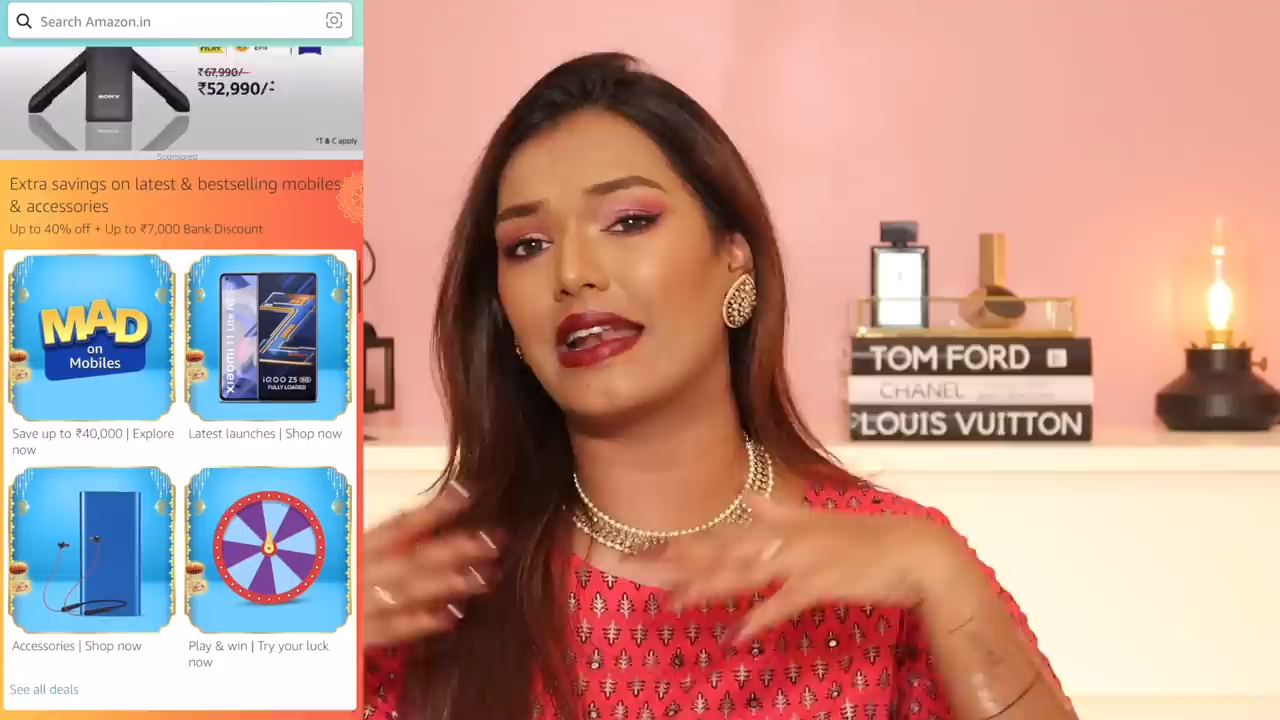 Search Amazon.in
SONY
₹67,990/-
₹52,990/-*
*T & C apply
Sponsored
Extra savings on latest & bestselling mobiles
& accessories
Up to 40% off + Up to ₹7,000 Bank Discount
MAD
on
Mobiles
Xiaomi 11 Lite NE
Z
iQOO Z5
FULLY LOADED
Save up to ₹40,000 | Explore
now
Latest launches | Shop now
Accessories | Shop now
Play & win | Try your luck
now
See all deals
TOM FORD
CHANEL
LOUIS VUITTON